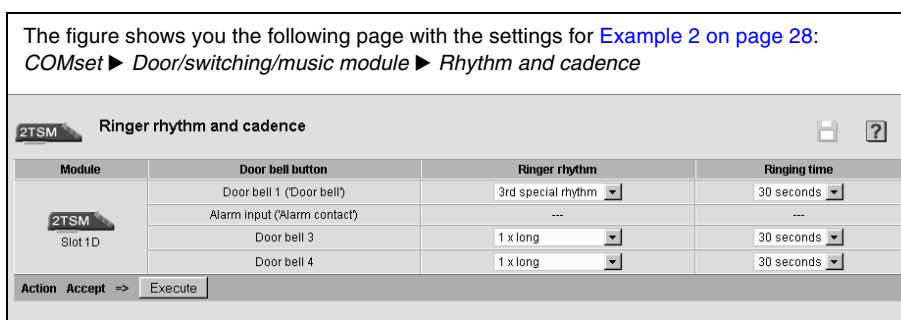 The figure shows you the following page with the settings for Example 2 on page 28:
COMset ▶ Door/switching/music module ▶ Rhythm and cadence
2TSM Ringer rhythm and cadence ?
Module Door bell button Ringer rhythm Ringing time
Door bell 1 ('Door bell') 3rd special rhythm 30 seconds
Alarm input ('Alarm contact') --- ---
2TSM
Slot 1D
Door bell 3 1 x long 30 seconds
Door bell 4 1 x long 30 seconds
Action Accept => Execute